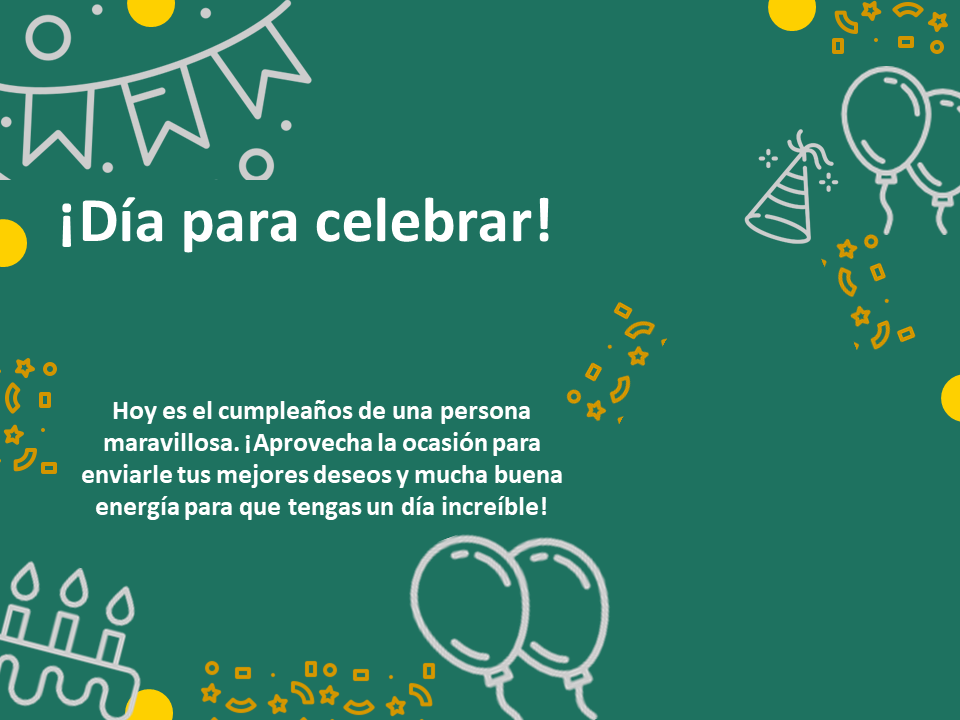 ¡Día para celebrar!
Hoy es el cumpleaños de una persona
maravillosa. ¡Aprovecha la ocasión para
enviarle tus mejores deseos y mucha buena
energía para que tengas un día increíble!